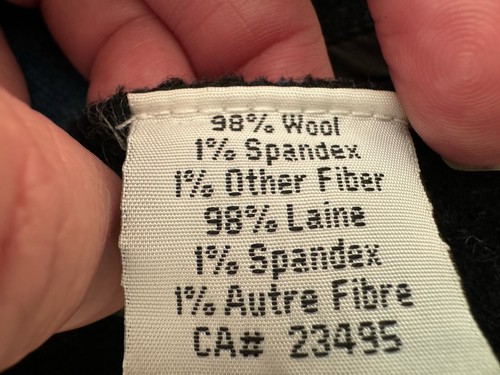 98% Wool
1% Spandex
1% Other Fiber
98% Laine
1% Spandex
1% Autre Fibre
CA# 23495